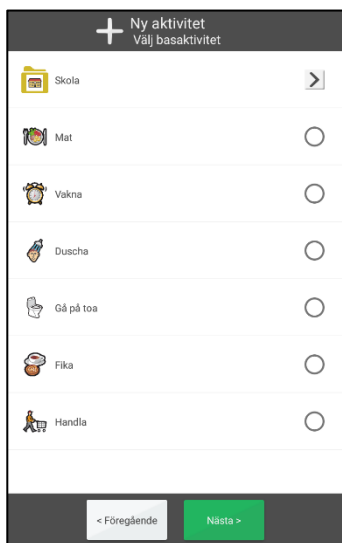 Ny aktivitet
Välj basaktivitet
Skola
Mat
Vakna
Duscha
Gå på toa
Fika
Handla
< Föregående
Nästa >